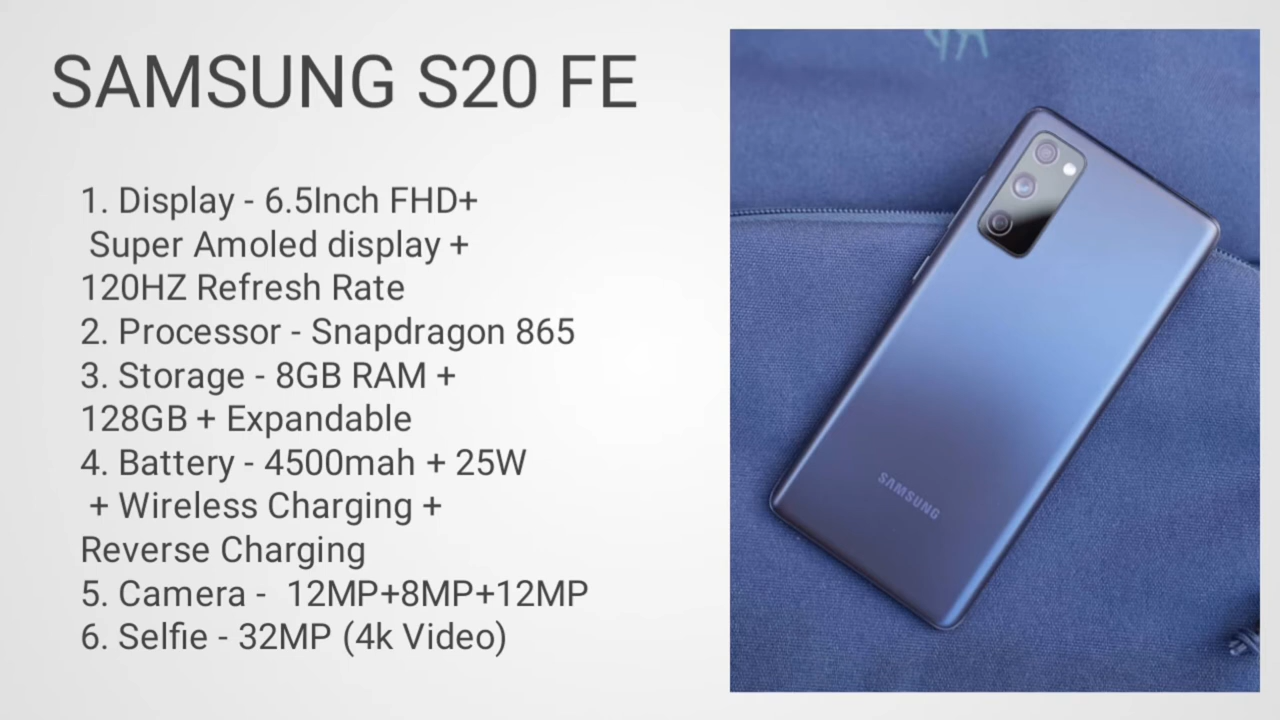 SAMSUNG S20 FE
1. Display - 6.5Inch FHD+
Super Amoled display +
120HZ Refresh Rate
2. Processor - Snapdragon 865
3. Storage - 8GB RAM +
128GB + Expandable
4. Battery - 4500mah + 25W
+ Wireless Charging +
Reverse Charging
5. Camera -  12MP+8MP+12MP
6. Selfie - 32MP (4k Video)
SAMSUNG